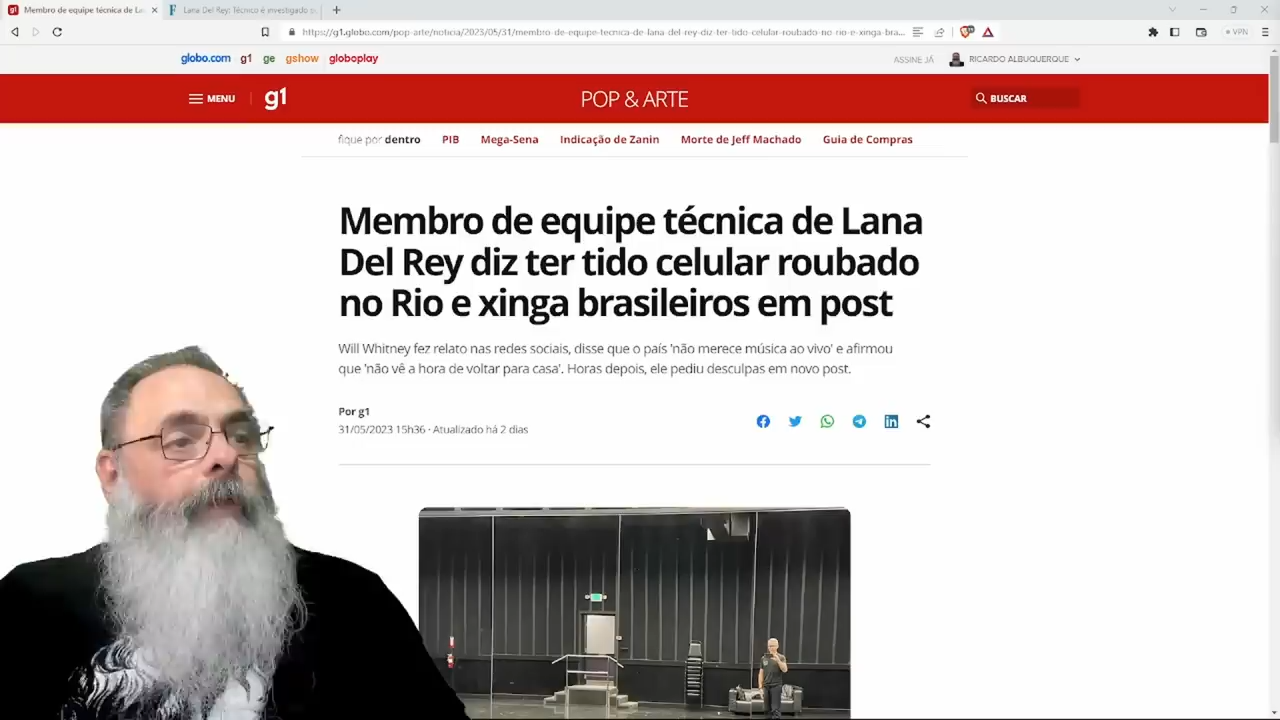 Membro de equipe técnica de La
Lana Del Rey: Técnico é investigado p
https://g1.globo.com/pop-arte/noticia/2023/05/31/membro-de-equipe-tecnica-de-lana-del-rey-diz-ter-tido-celular-roubado-no-rio-e-xinga-bra...
VPN
globo.com g1 ge gshow globoplay
ASSINE JÁ
RICARDO ALBUQUERQUE
MENU
g1
POP & ARTE
BUSCAR
fique por dentro PIB Mega-Sena Indicação de Zanin Morte de Jeff Machado Guia de Compras
Membro de equipe técnica de Lana
Del Rey diz ter tido celular roubado
no Rio e xinga brasileiros em post
Will Whitney fez relato nas redes sociais, disse que o país 'não merece música ao vivo' e afirmou
que 'não vê a hora de voltar para casa'. Horas depois, ele pediu desculpas em novo post.
Por g1
31/05/2023 15h36 · Atualizado há 2 dias